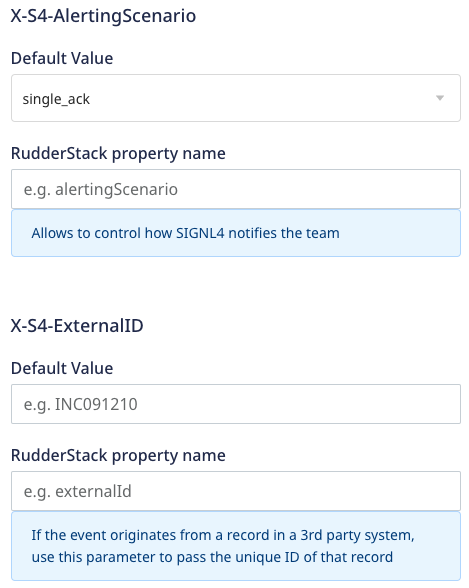 X-S4-AlertingScenario
Default Value
single_ack
RudderStack property name
e.g. alertingScenario
Allows to control how SIGNL4 notifies the team
X-S4-ExternalID
Default Value
e.g. INC091210
RudderStack property name
e.g. externalId
If the event originates from a record in a 3rd party system,
use this parameter to pass the unique ID of that record